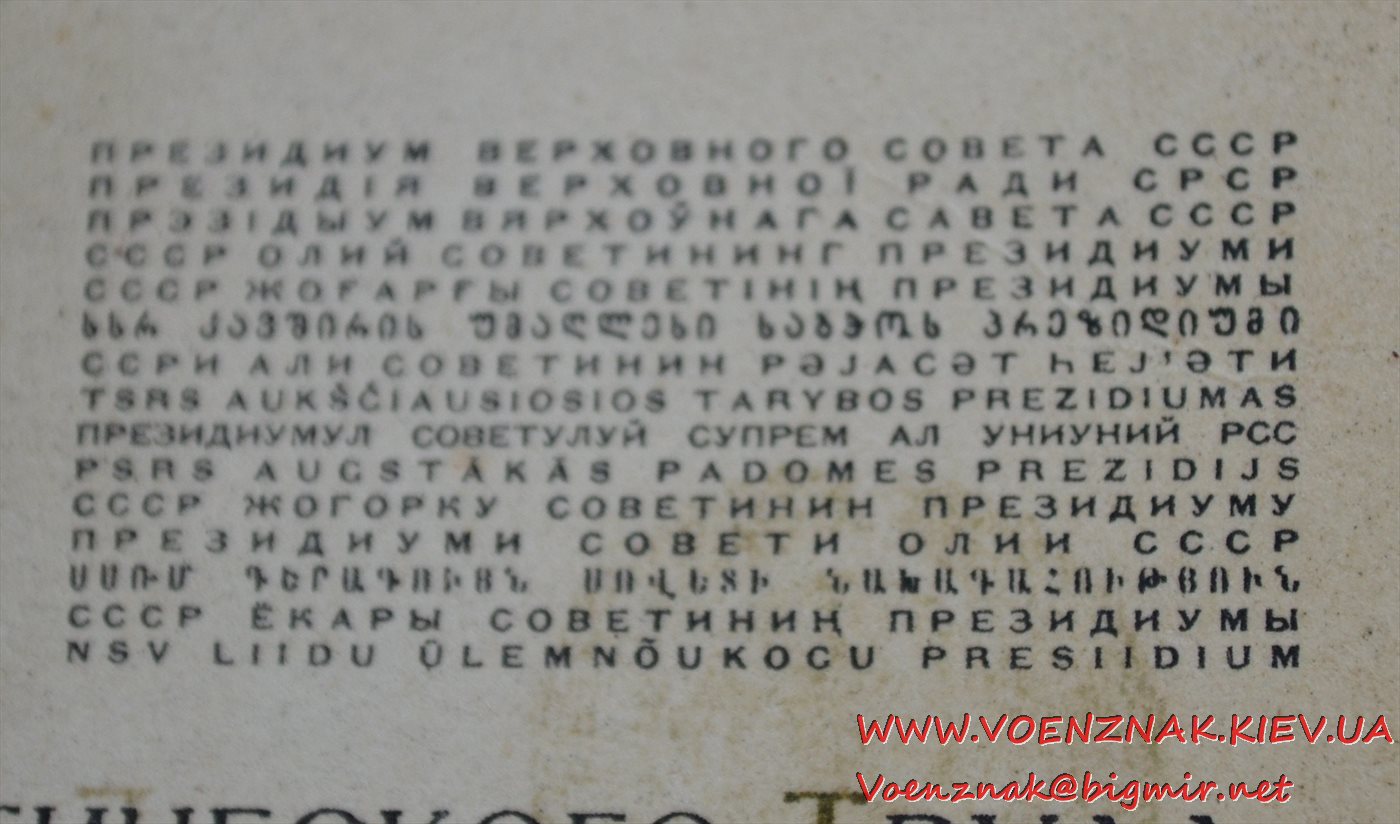 ПРЕЗИДИУМ ВЕРХОВНОГО СОВЕТА СССР
ПРЕЗИДІЯ ВЕРХОВНОЇ РАДИ СРСР
ПРЭЗІДЫУМ ВЯРХОЎНАГА САВЕТА СССР
СССР ОЛИЙ СОВЕТИНИНГ ПРЕЗИДИУМИ
СССР ЖОҒАРҒЫ СОВЕТІНІҢ ПРЕЗИДИУМЫ
სსრ კავშირის უმაღლესი საბჭოს პრეზიდიუმი
ССРИ АЛИ СОВЕТИНИН РӘЈАСӘТ ҺЕЈ'ӘТИ
TSRS AUKŠČIAUSIOSIOS TARYBOS PREZIDIUMAS
ПРЕЗИДИУМУЛ СОВЕТУЛУЙ СУПРЕМ АЛ УНИУНИЙ РСС
PSRS AUGSTĀKĀS PADOMES PREZIDIJS
СССР ЖОГОРКУ СОВЕТИНИН ПРЕЗИДИУМУ
ПРЕЗИДИУМИ СОВЕТИ ОЛИИ СССР
ՍՍՌՄ ԳԵՐԱԳՈՒՅՆ ՍՈՎԵՏԻ ՆԱԽԱԳԱՀՈՒԹՅՈՒՆ
СССР ЁКАРЫ СОВЕТИНИҢ ПРЕЗИДИУМЫ
NSV LIIDU ÜLEMNÕUKOGU PRESIIDIUM
WWW.VOENZNAK.KIEV.UA
Voenznak@bigmir.net